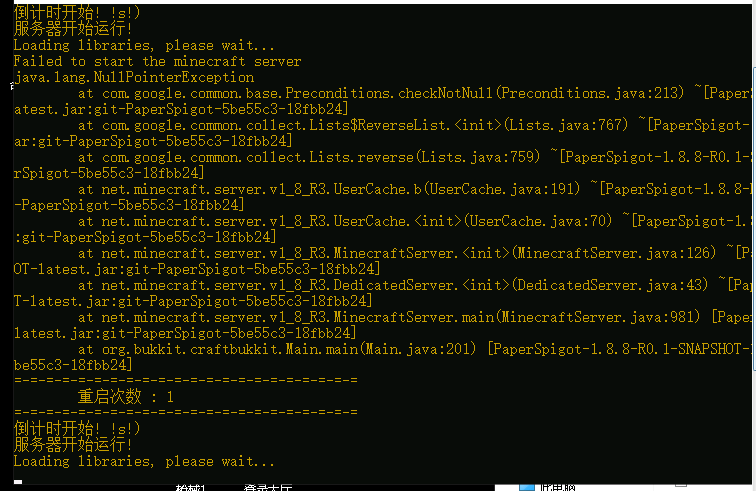 倒计时开始! !s!)
服务器开始运行!
Loading libraries, please wait...
Failed to start the minecraft server
java.lang.NullPointerException
at com.google.common.base.Preconditions.checkNotNull(Preconditions.java:213) ~[Paper
atest.jar:git-PaperSpigot-5be55c3-18fbb24]
at com.google.common.collect.Lists$ReverseList.<init>(Lists.java:767) ~[PaperSpigot-
ar:git-PaperSpigot-5be55c3-18fbb24]
at com.google.common.collect.Lists.reverse(Lists.java:759) ~[PaperSpigot-1.8.8-R0.1-
rSpigot-5be55c3-18fbb24]
at net.minecraft.server.v1_8_R3.UserCache.b(UserCache.java:191) ~[PaperSpigot-1.8.8-
-PaperSpigot-5be55c3-18fbb24]
at net.minecraft.server.v1_8_R3.UserCache.<init>(UserCache.java:70) ~[PaperSpigot-1.
:git-PaperSpigot-5be55c3-18fbb24]
at net.minecraft.server.v1_8_R3.MinecraftServer.<init>(MinecraftServer.java:126) ~[P
OT-latest.jar:git-PaperSpigot-5be55c3-18fbb24]
at net.minecraft.server.v1_8_R3.DedicatedServer.<init>(DedicatedServer.java:43) ~[Pa
T-latest.jar:git-PaperSpigot-5be55c3-18fbb24]
at net.minecraft.server.v1_8_R3.MinecraftServer.main(MinecraftServer.java:981) [Paper
latest.jar:git-PaperSpigot-5be55c3-18fbb24]
at org.bukkit.craftbukkit.Main.main(Main.java:201) [PaperSpigot-1.8.8-R0.1-SNAPSHOT-
be55c3-18fbb24]
=====================================
重启次数 : 1
=====================================
倒计时开始! !s!)
服务器开始运行!
Loading libraries, please wait...